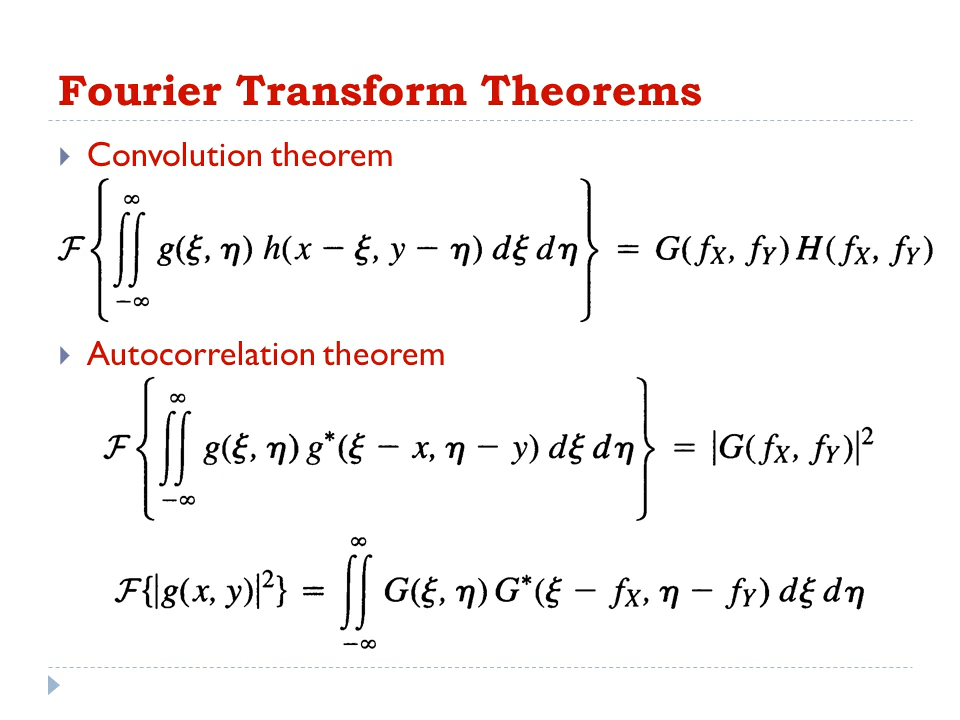 Fourier Transform Theorems
Convolution theorem
ℱ{∬_{−∞}^{∞} g(ξ, η) h(x − ξ, y − η) dξ dη} = G(f_X, f_Y) H(f_X, f_Y)
Autocorrelation theorem
ℱ{∬_{−∞}^{∞} g(ξ, η) g*(ξ − x, η − y) dξ dη} = |G(f_X, f_Y)|²
ℱ{|g(x, y)|²} = ∬_{−∞}^{∞} G(ξ, η) G*(ξ − f_X, η − f_Y) dξ dη